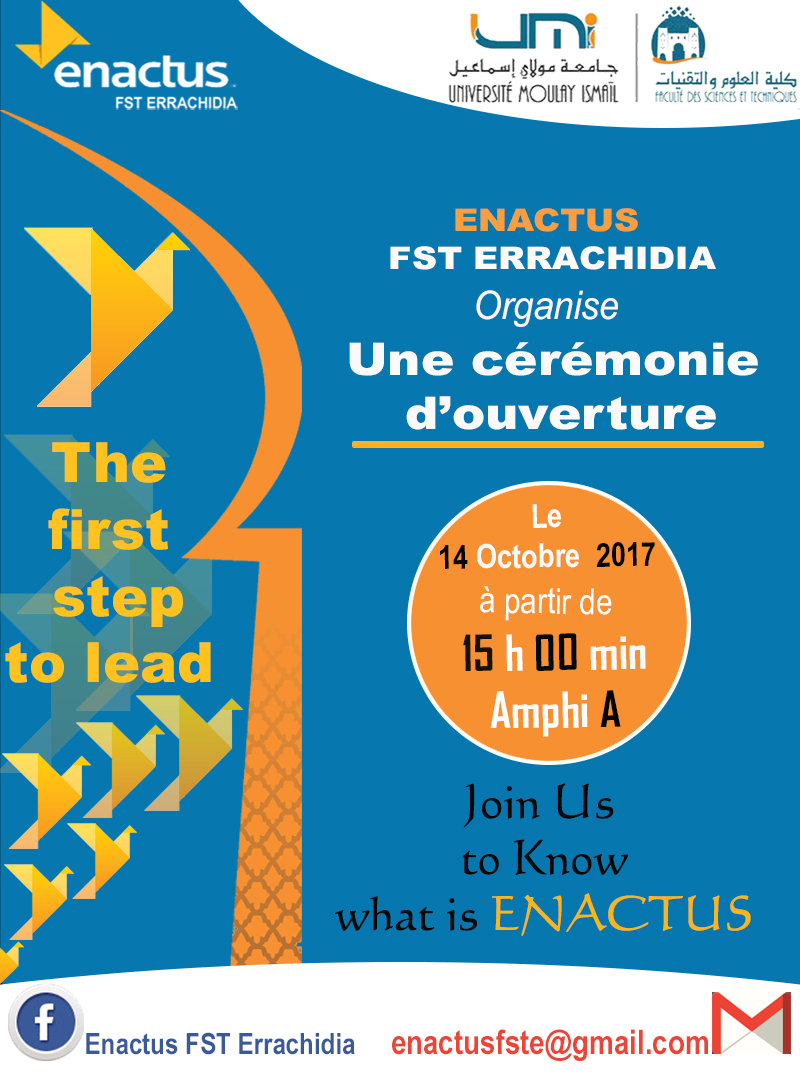 enactus
FST ERRACHIDIA
umi
جامعة مولاي إسماعيل
UNIVERSITÉ MOULAY ISMAÏL
كلية العلوم والتقنيات
FACULTÉ DES SCIENCES ET TECHNIQUES
ENACTUS
FST ERRACHIDIA
Organise
Une cérémonie
d’ouverture
The
first
step
to lead
Le
14 Octobre 2017
à partir de
15 h 00 min
Amphi A
Join Us
to Know
what is ENACTUS
f
Enactus FST Errachidia
enactusfste@gmail.com